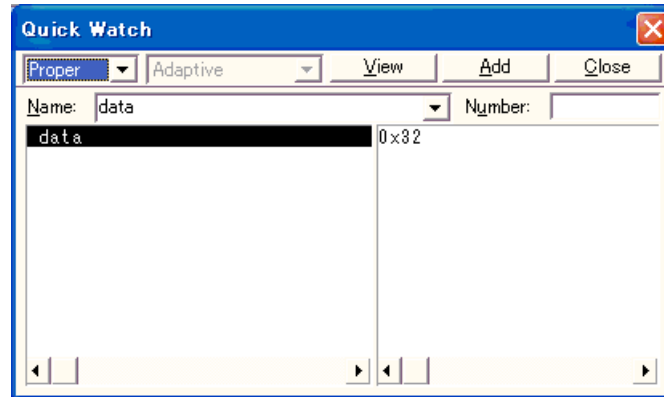 Quick Watch
Proper Adaptive View Add Close
Name: data Number:
data 0x32